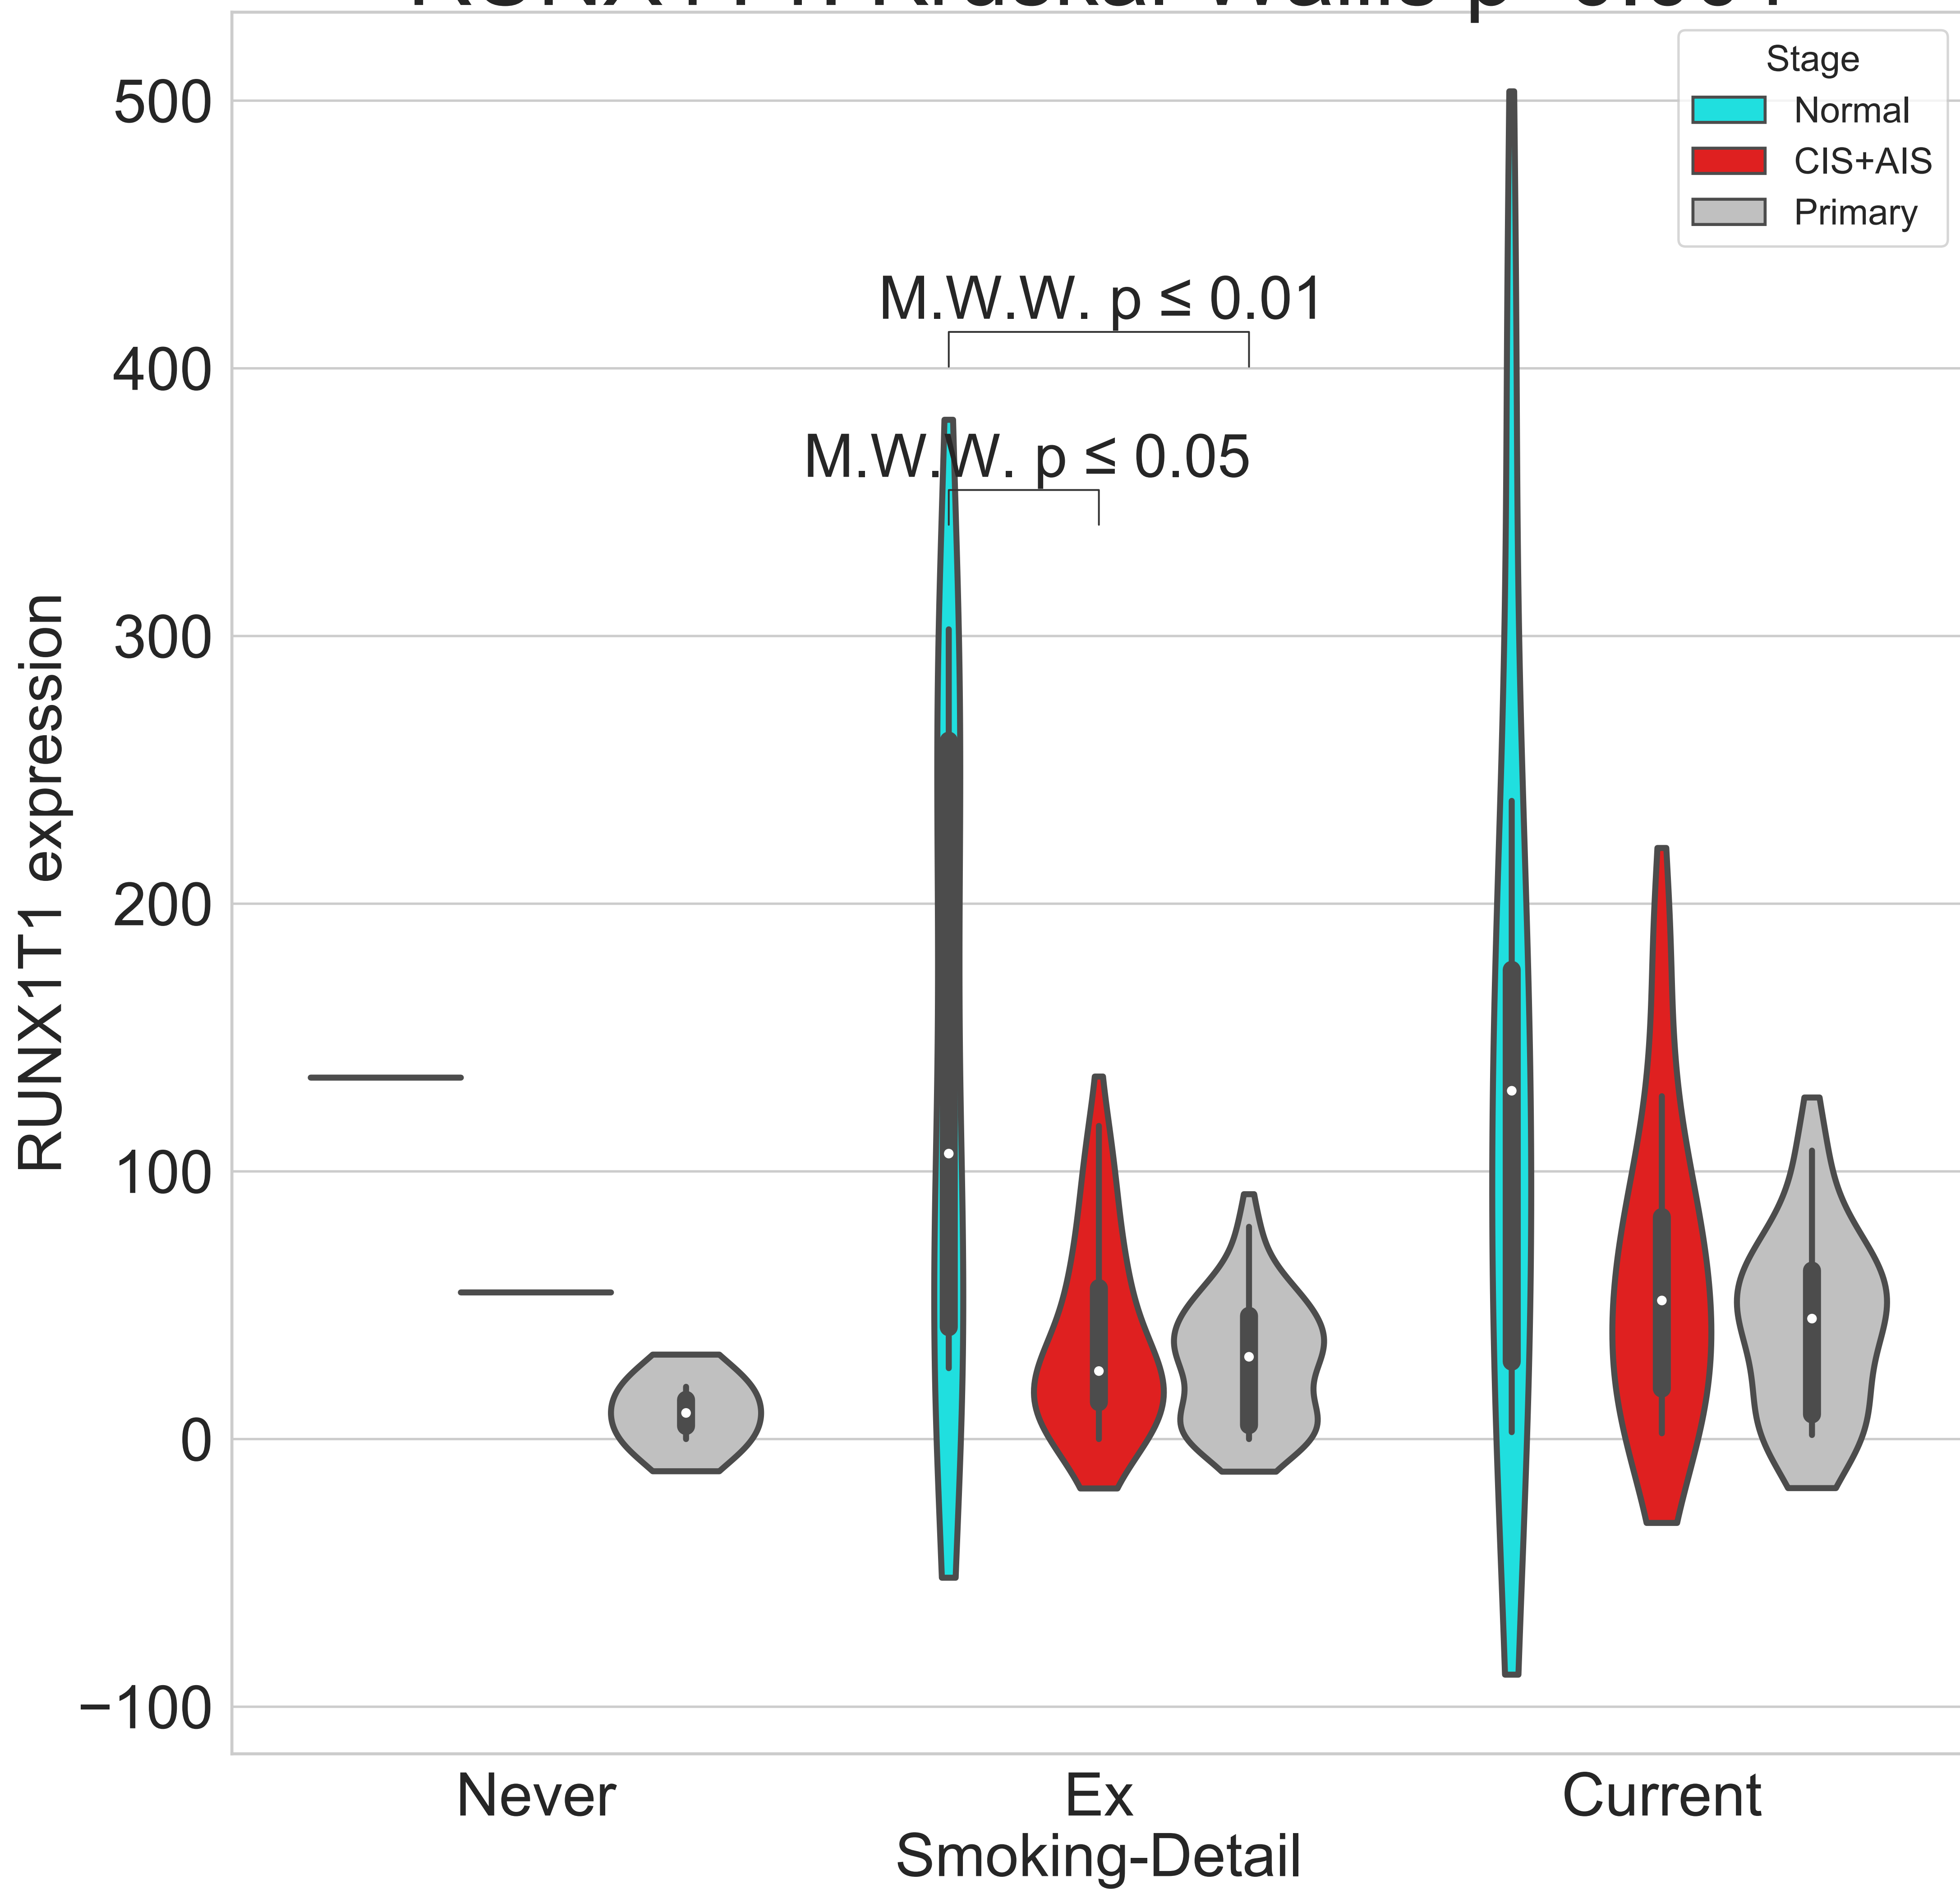 500
400
300
200
100
0
−100
RUNX1T1 expression
Stage
Normal
CIS+AIS
Primary
M.W.W. p ≤ 0.01
M.W.W. p ≤ 0.05
Never
Ex
Current
Smoking-Detail